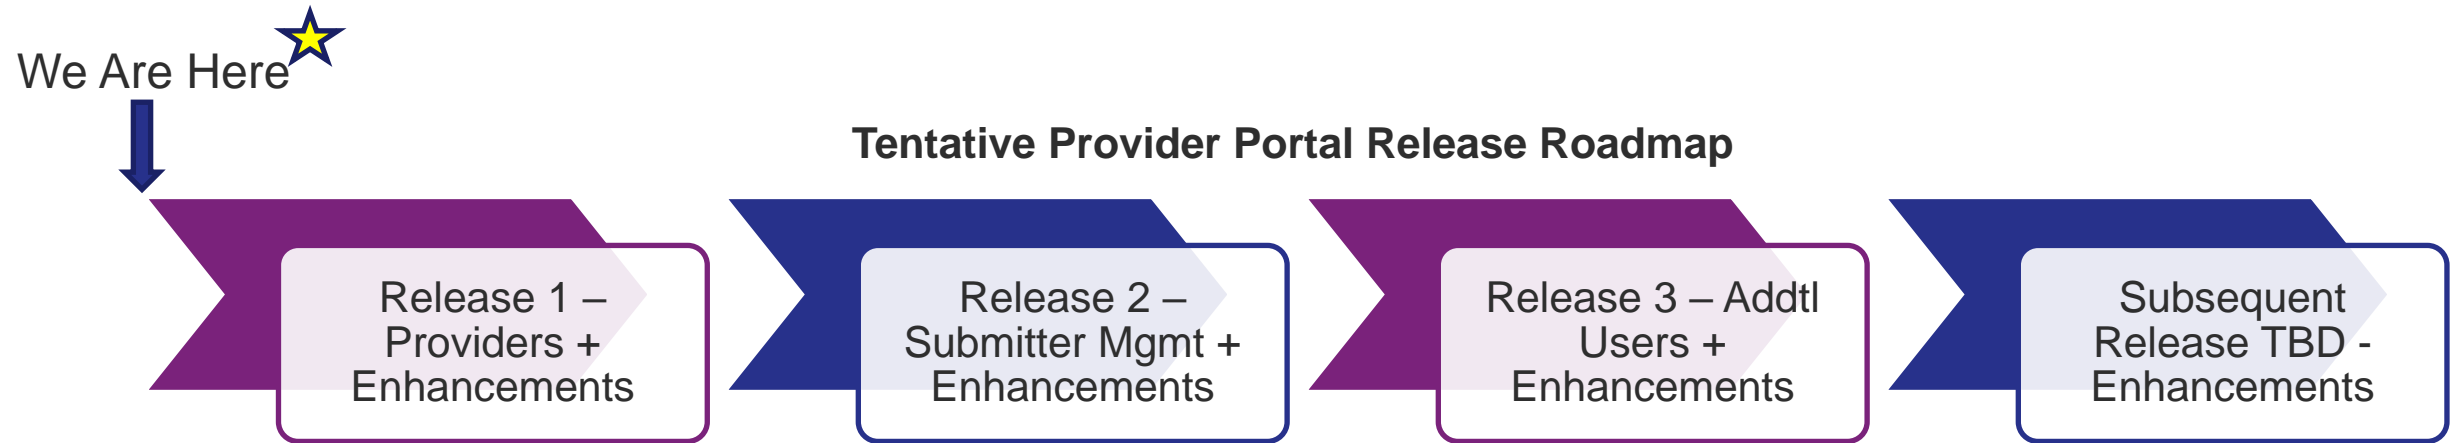 We Are Here
Tentative Provider Portal Release Roadmap
Release 1 –
Providers +
Enhancements
Release 2 –
Submitter Mgmt +
Enhancements
Release 3 – Addtl
Users +
Enhancements
Subsequent
Release TBD -
Enhancements